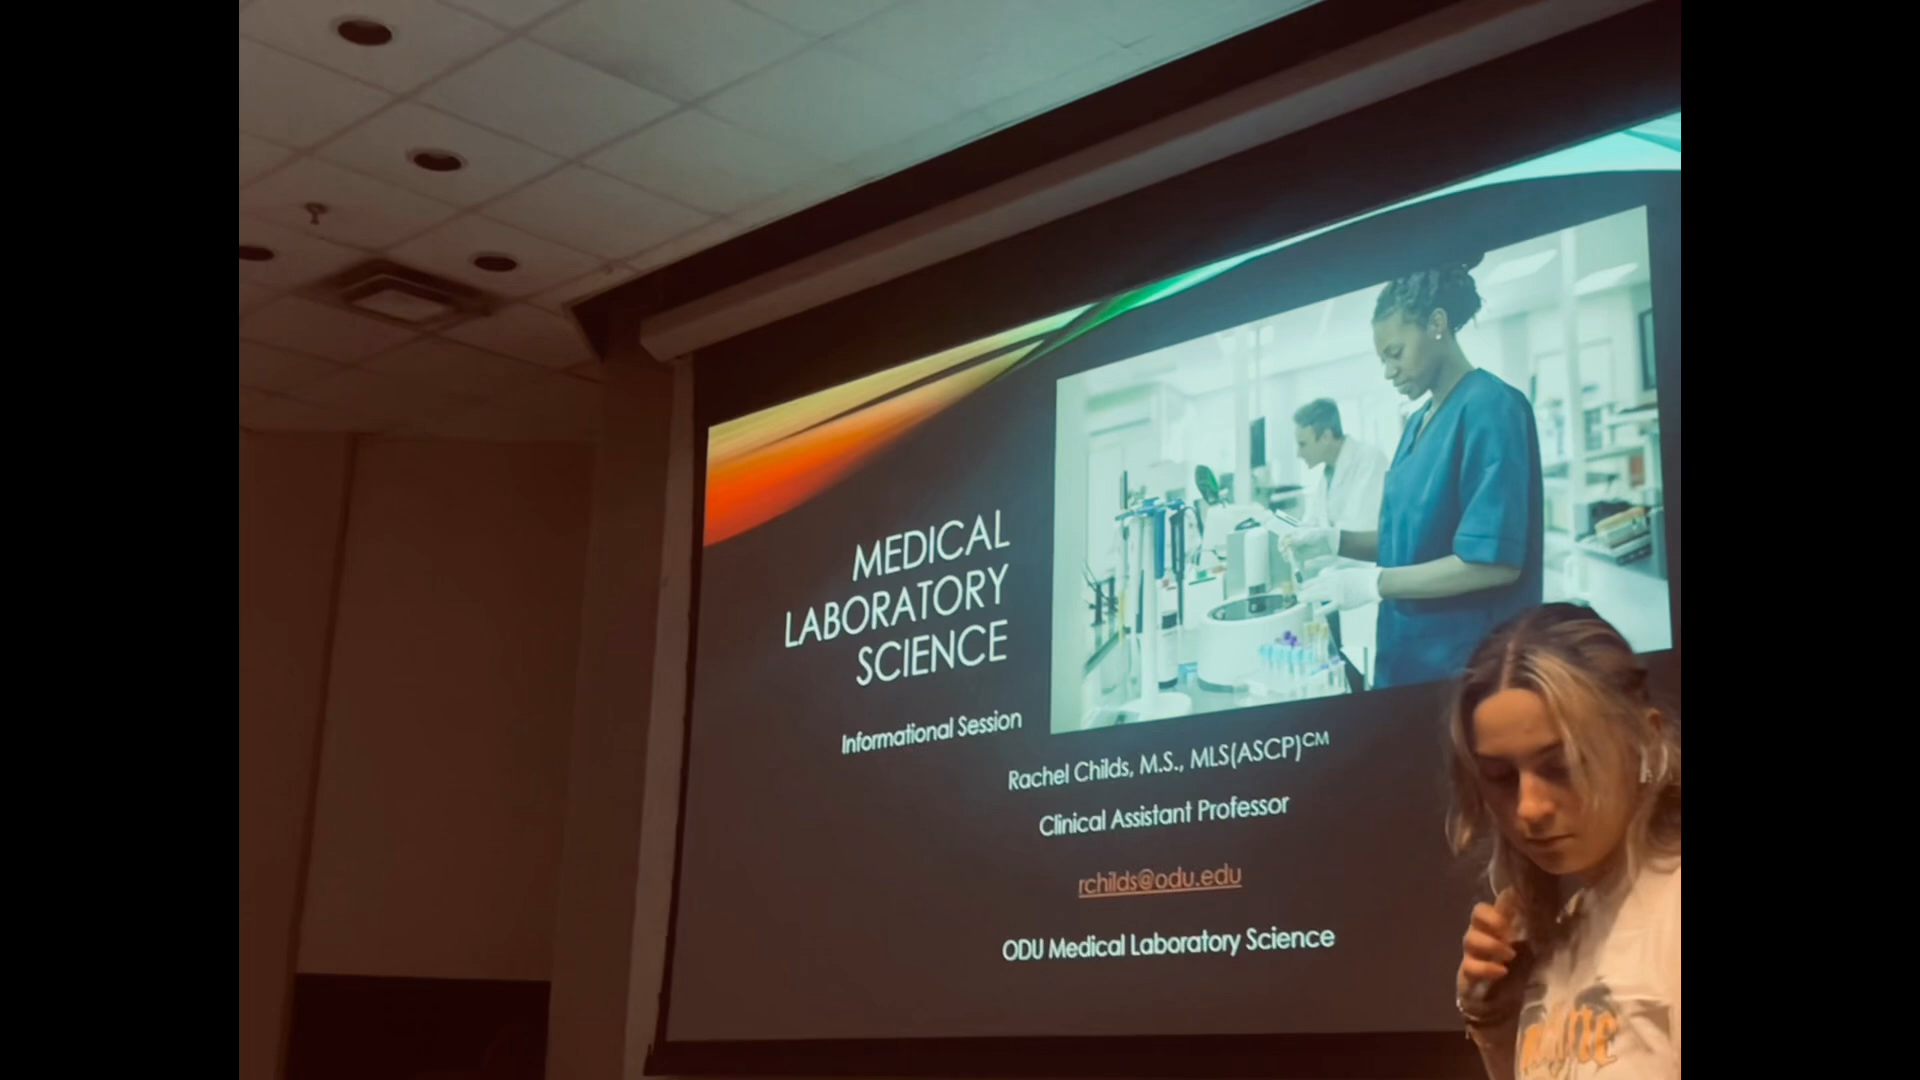 MEDICAL
LABORATORY
SCIENCE
Informational Session
Rachel Childs, M.S., MLS(ASCP)ᶜᴹ
Clinical Assistant Professor
rchilds@odu.edu
ODU Medical Laboratory Science